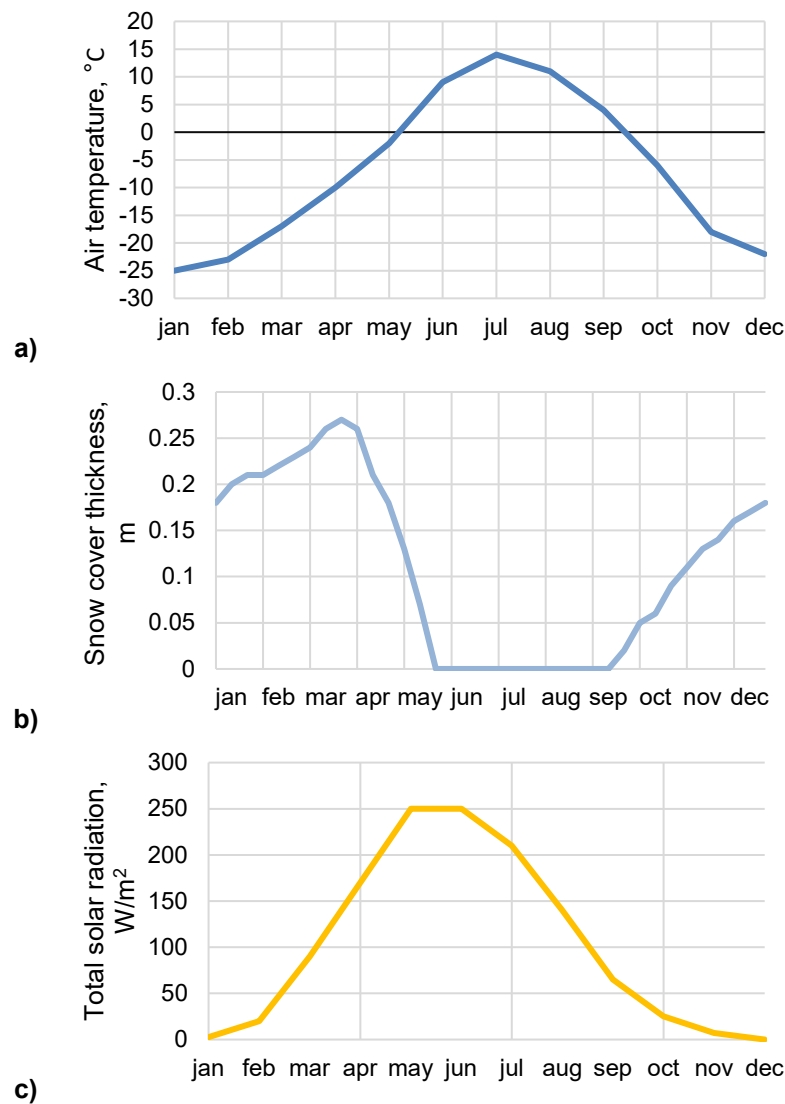 20
15
10
5
0
-5
-10
-15
-20
-25
-30
Air temperature, °C
jan feb mar apr may jun jul aug sep oct nov dec
a)
0.3
0.25
0.2
0.15
0.1
0.05
0
Snow cover thickness,
m
jan feb mar apr may jun jul aug sep oct nov dec
b)
300
250
200
150
100
50
0
Total solar radiation,
W/m²
jan feb mar apr may jun jul aug sep oct nov dec
c)